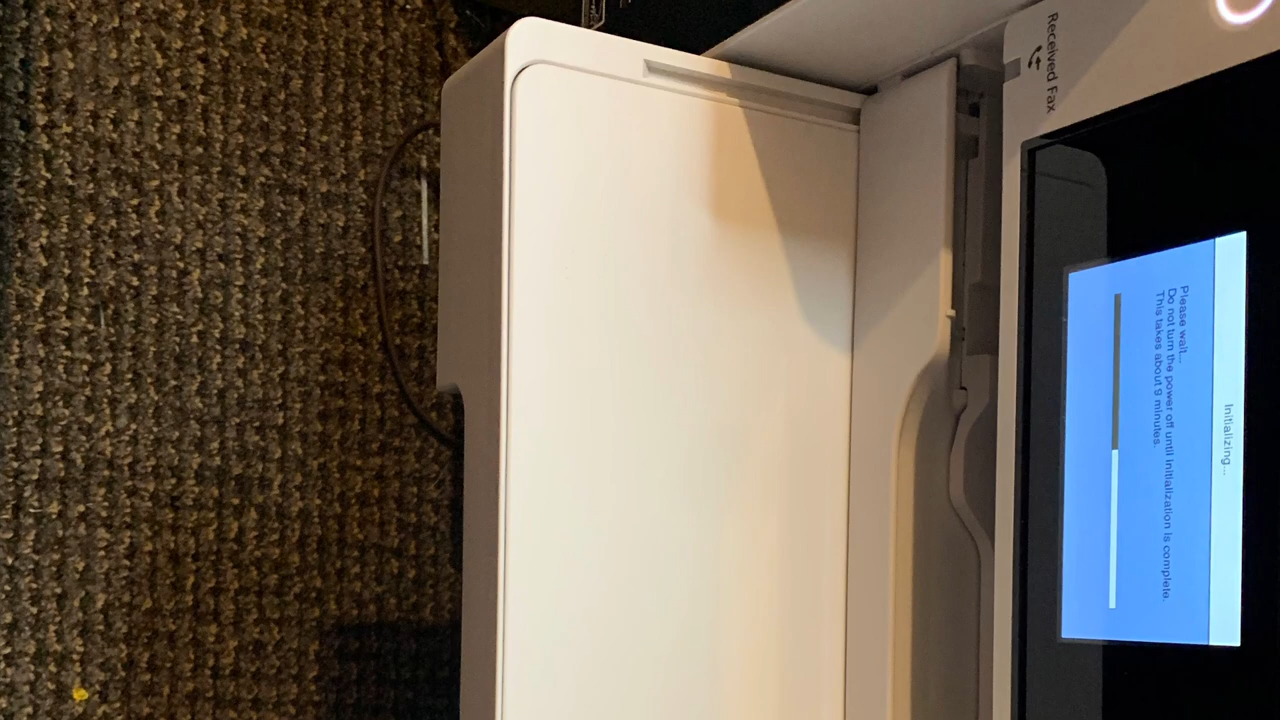 Received Fax
Initializing...
Please wait...
Do not turn the power off until initialization is complete.
This takes about 9 minutes.